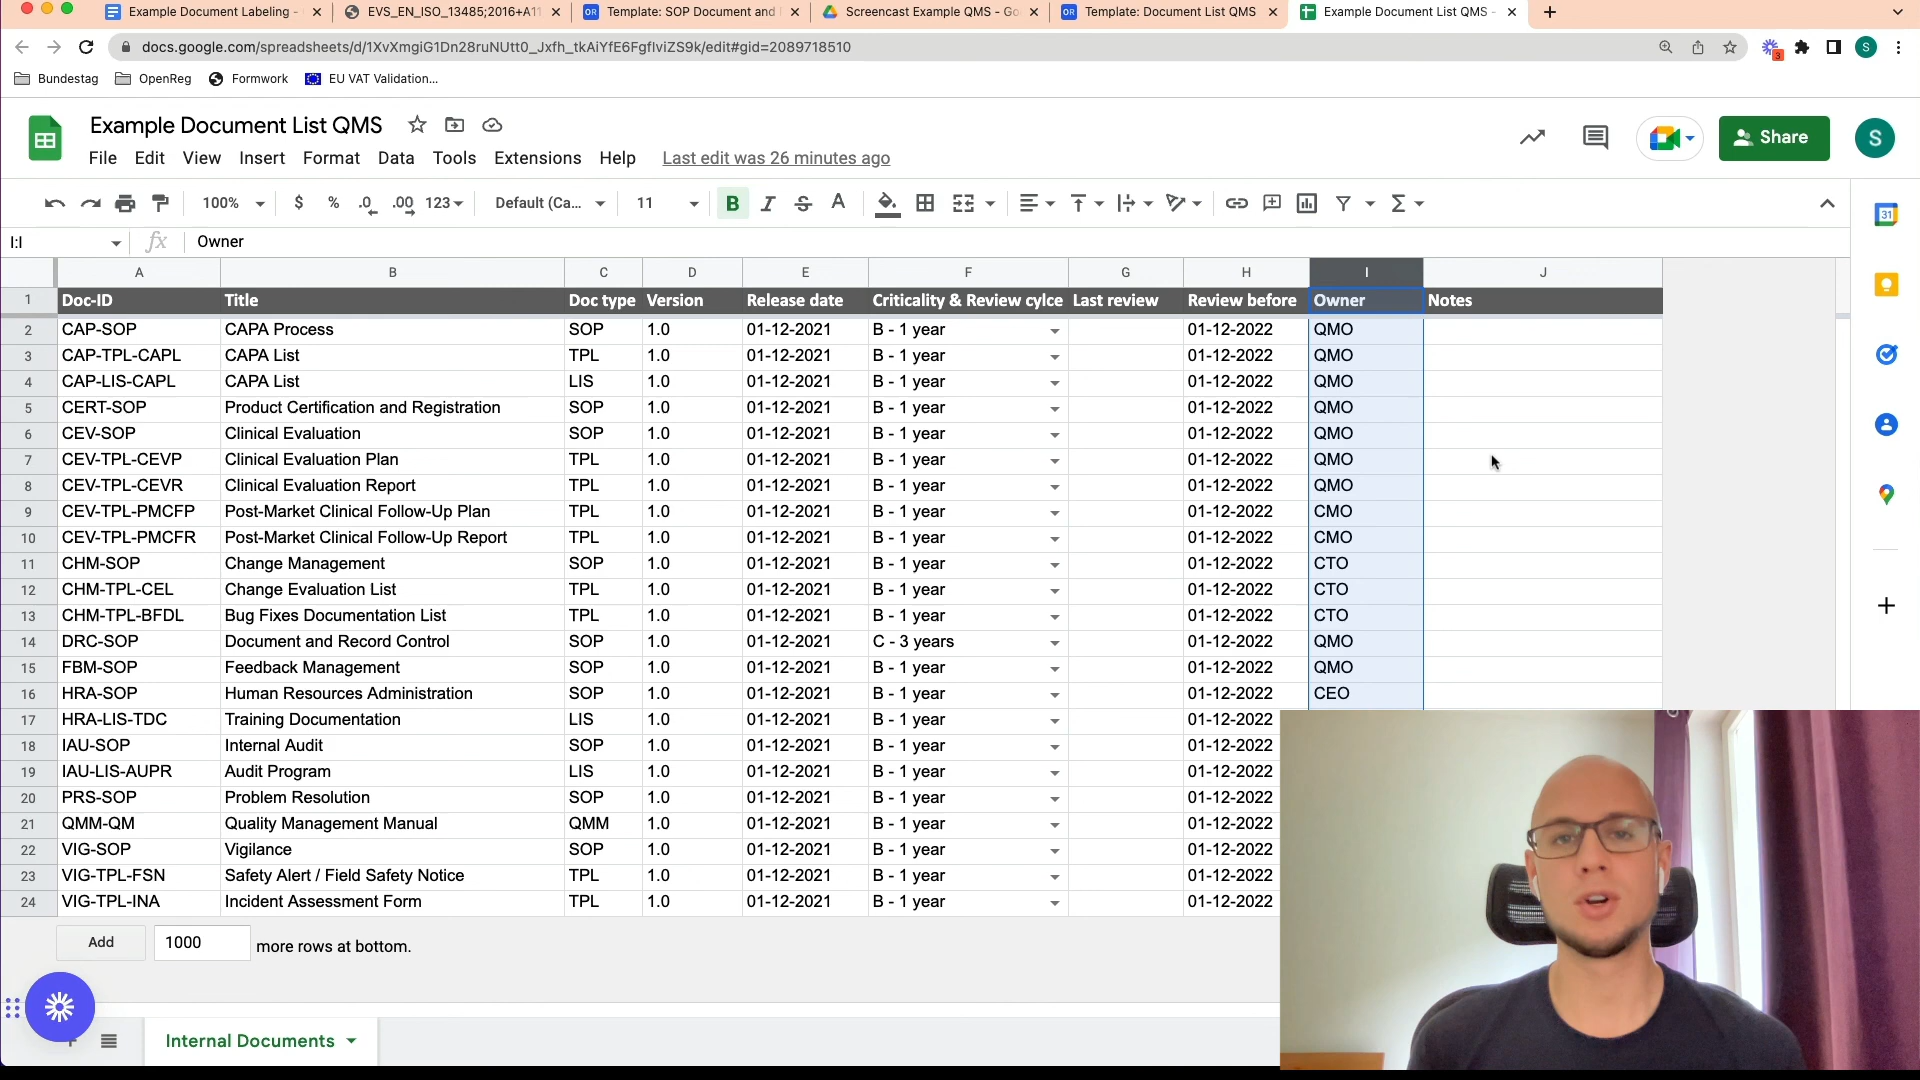 Example Document Labeling -
EVS_EN_ISO_13485;2016+A11
Template: SOP Document and
Screencast Example QMS - Go
Template: Document List QMS
Example Document List QMS -
docs.google.com/spreadsheets/d/1XvXmgiG1Dn28ruNUtt0_Jxfh_tkAiYfE6FgfIviZS9k/edit#gid=2089718510
3
S
Bundestag
OpenReg
Formwork
EU VAT Validation...
Example Document List QMS
File Edit View Insert Format Data Tools Extensions Help Last edit was 26 minutes ago
Share
S
100% $ % .0 .00 123 Default (Ca... 11 B I S A
31
I:I fx Owner
A B C D E F G H I J
1 Doc-ID Title Doc type Version Release date Criticality & Review cylce Last review Review before Owner Notes
2 CAP-SOP CAPA Process SOP 1.0 01-12-2021 B - 1 year 01-12-2022 QMO
3 CAP-TPL-CAPL CAPA List TPL 1.0 01-12-2021 B - 1 year 01-12-2022 QMO
4 CAP-LIS-CAPL CAPA List LIS 1.0 01-12-2021 B - 1 year 01-12-2022 QMO
5 CERT-SOP Product Certification and Registration SOP 1.0 01-12-2021 B - 1 year 01-12-2022 QMO
6 CEV-SOP Clinical Evaluation SOP 1.0 01-12-2021 B - 1 year 01-12-2022 QMO
7 CEV-TPL-CEVP Clinical Evaluation Plan TPL 1.0 01-12-2021 B - 1 year 01-12-2022 QMO
8 CEV-TPL-CEVR Clinical Evaluation Report TPL 1.0 01-12-2021 B - 1 year 01-12-2022 QMO
9 CEV-TPL-PMCFP Post-Market Clinical Follow-Up Plan TPL 1.0 01-12-2021 B - 1 year 01-12-2022 CMO
10 CEV-TPL-PMCFR Post-Market Clinical Follow-Up Report TPL 1.0 01-12-2021 B - 1 year 01-12-2022 CMO
11 CHM-SOP Change Management SOP 1.0 01-12-2021 B - 1 year 01-12-2022 CTO
12 CHM-TPL-CEL Change Evaluation List TPL 1.0 01-12-2021 B - 1 year 01-12-2022 CTO
13 CHM-TPL-BFDL Bug Fixes Documentation List TPL 1.0 01-12-2021 B - 1 year 01-12-2022 CTO
14 DRC-SOP Document and Record Control SOP 1.0 01-12-2021 C - 3 years 01-12-2022 QMO
15 FBM-SOP Feedback Management SOP 1.0 01-12-2021 B - 1 year 01-12-2022 QMO
16 HRA-SOP Human Resources Administration SOP 1.0 01-12-2021 B - 1 year 01-12-2022 CEO
17 HRA-LIS-TDC Training Documentation LIS 1.0 01-12-2021 B - 1 year 01-12-2022
18 IAU-SOP Internal Audit SOP 1.0 01-12-2021 B - 1 year 01-12-2022
19 IAU-LIS-AUPR Audit Program LIS 1.0 01-12-2021 B - 1 year 01-12-2022
20 PRS-SOP Problem Resolution SOP 1.0 01-12-2021 B - 1 year 01-12-2022
21 QMM-QM Quality Management Manual QMM 1.0 01-12-2021 B - 1 year 01-12-2022
22 VIG-SOP Vigilance SOP 1.0 01-12-2021 B - 1 year 01-12-2022
23 VIG-TPL-FSN Safety Alert / Field Safety Notice TPL 1.0 01-12-2021 B - 1 year 01-12-2022
24 VIG-TPL-INA Incident Assessment Form TPL 1.0 01-12-2021 B - 1 year 01-12-2022
Add 1000 more rows at bottom.
Internal Documents